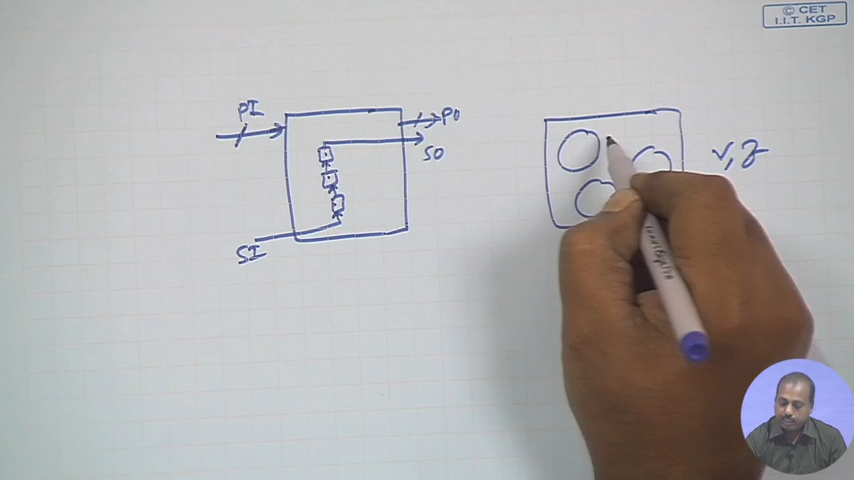 © CET
I.I.T. KGP
PI
PO
SO
SI
v, z